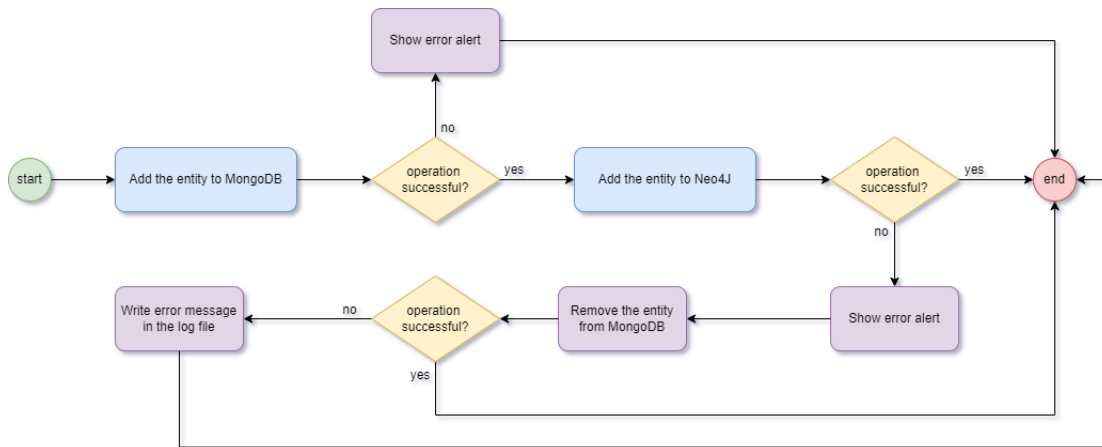 Show error alert
no
start
Add the entity to MongoDB
operation
successful?
yes
Add the entity to Neo4J
operation
successful?
yes
end
no
Write error message
in the log file
no
operation
successful?
Remove the entity
from MongoDB
Show error alert
yes